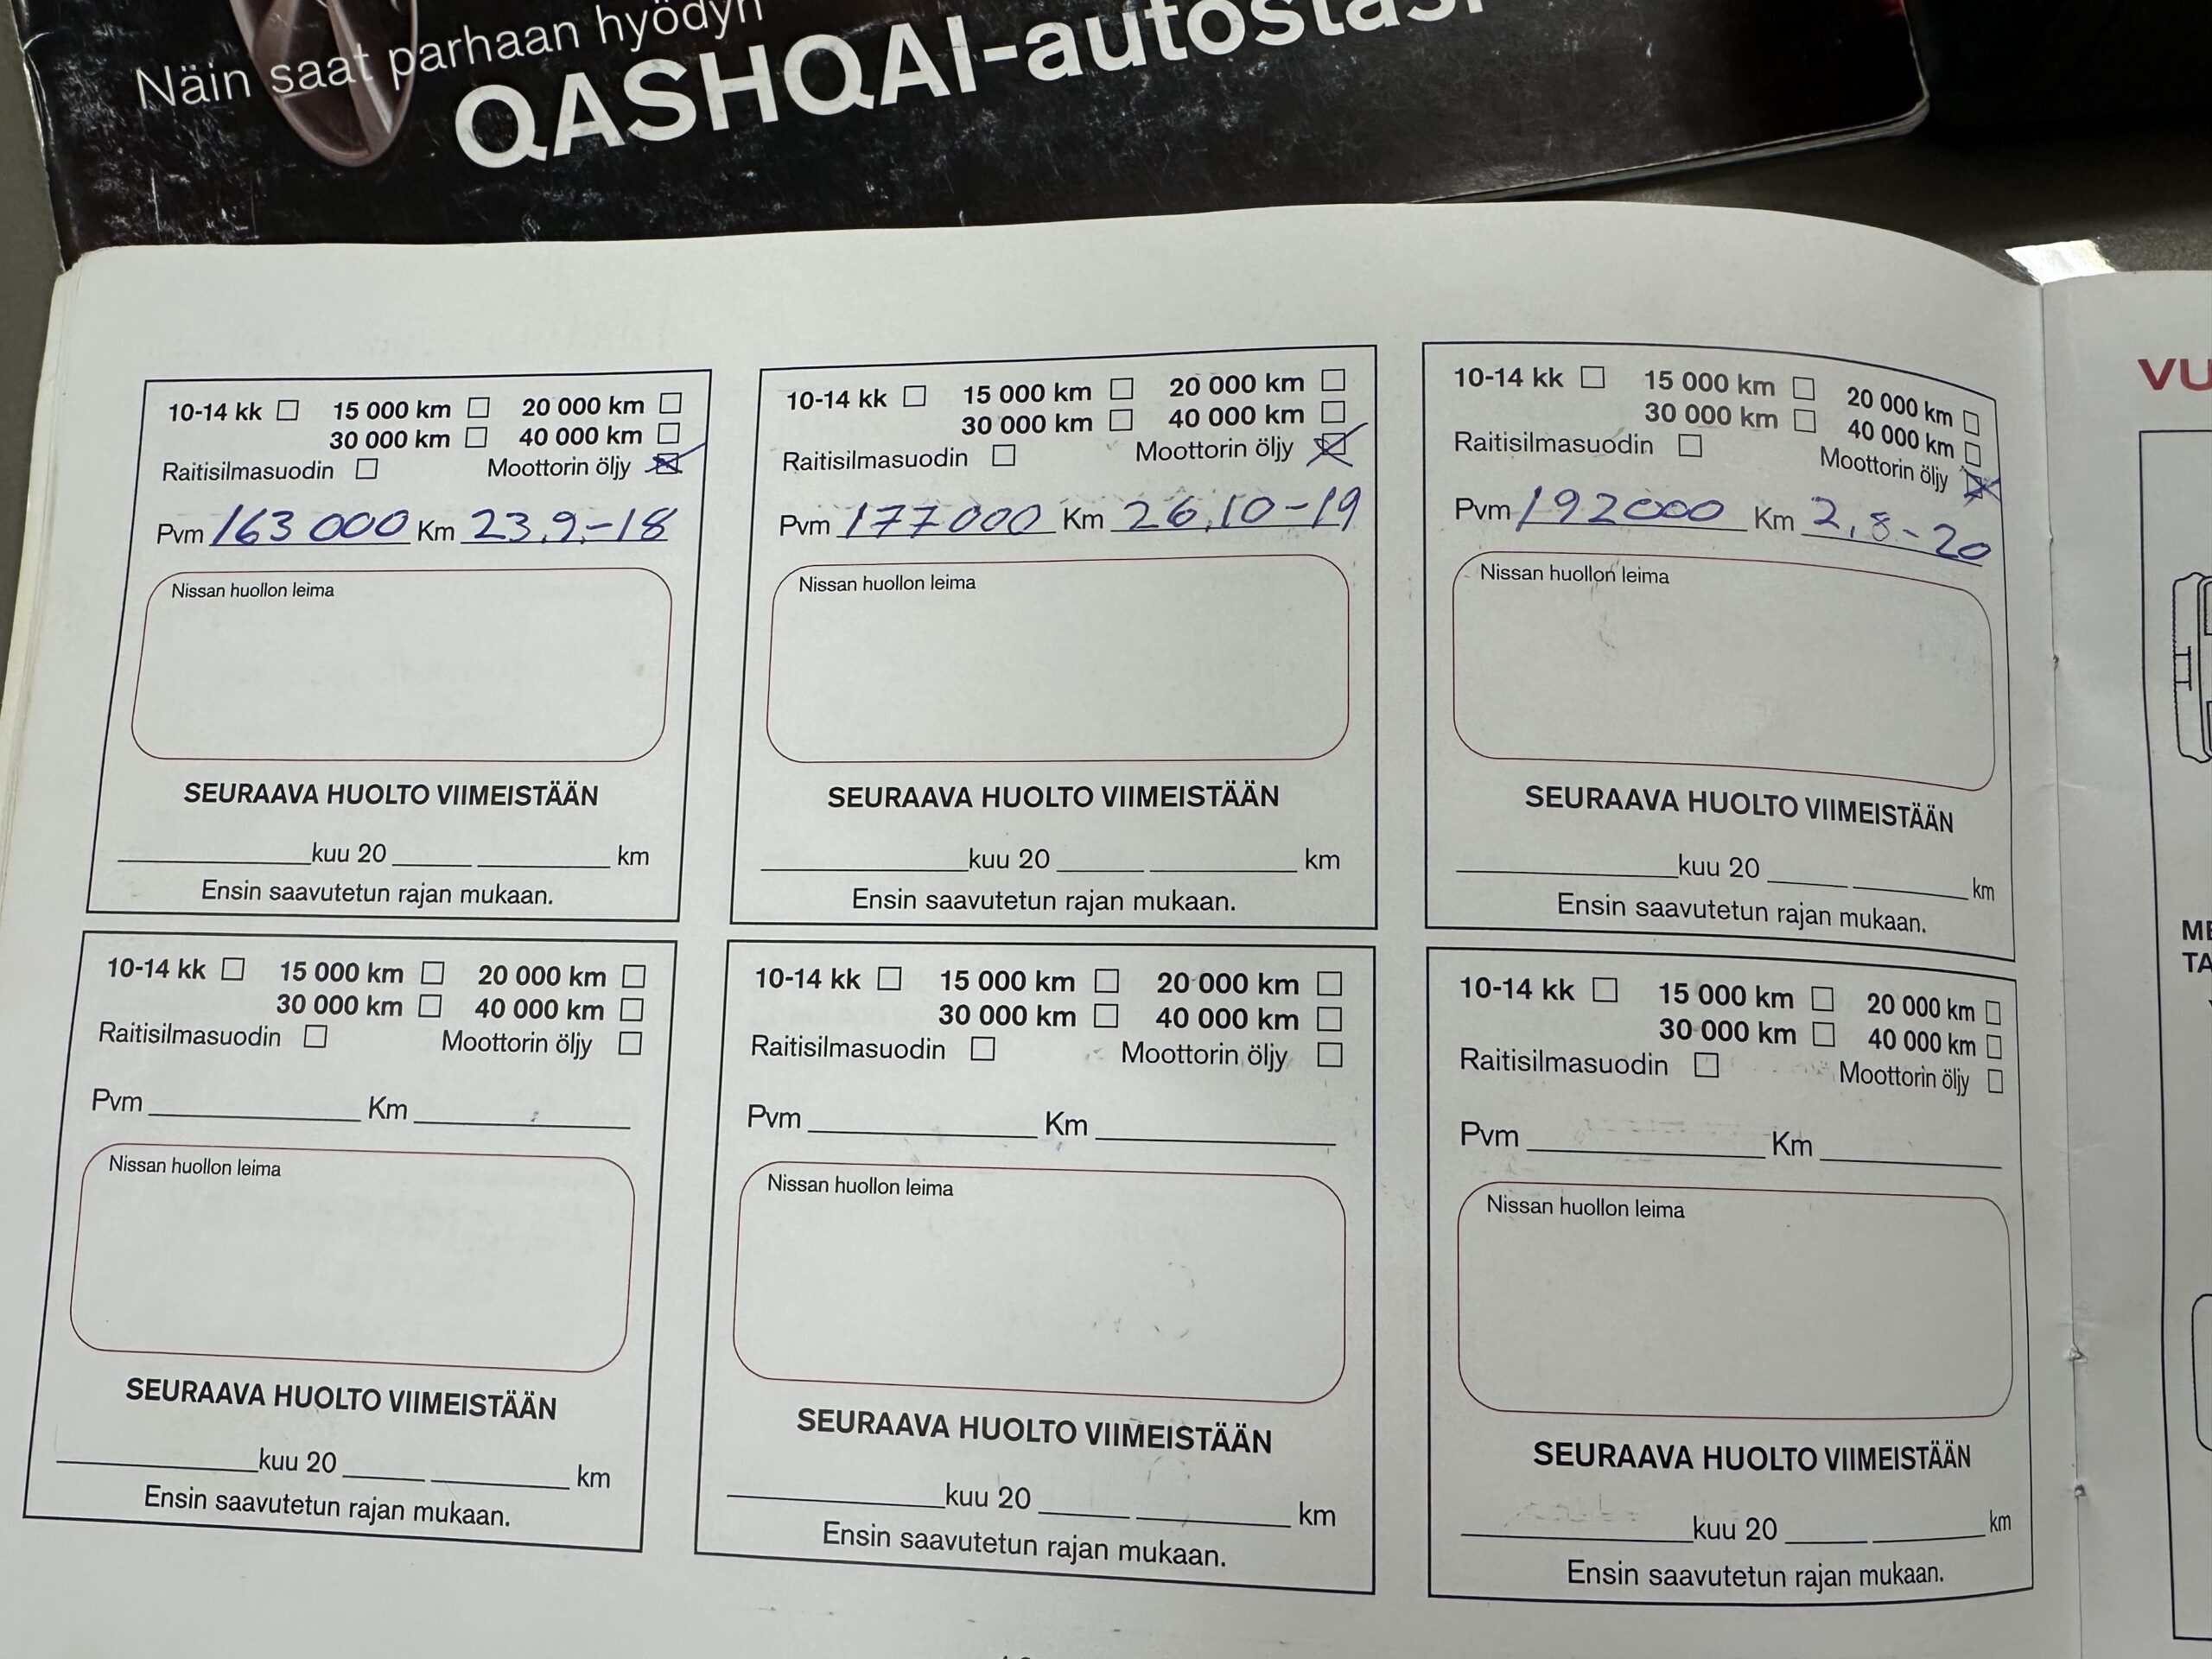 Näin saat parhaan hyödyn
QASHQAI-autostasi
10-14 kk ☐ 15 000 km ☐ 20 000 km ☐
30 000 km ☐ 40 000 km ☐
Raitisilmasuodin ☐ Moottorin öljy ☒
Pvm 163 000 Km 23.9.-18
Nissan huollon leima
SEURAAVA HUOLTO VIIMEISTÄÄN
kuu 20 km
Ensin saavutetun rajan mukaan.
10-14 kk ☐ 15 000 km ☐ 20 000 km ☐
30 000 km ☐ 40 000 km ☐
Raitisilmasuodin ☐ Moottorin öljy ☒
Pvm 177000 Km 26.10-19
Nissan huollon leima
SEURAAVA HUOLTO VIIMEISTÄÄN
kuu 20 km
Ensin saavutetun rajan mukaan.
10-14 kk ☐ 15 000 km ☐ 20 000 km ☐
30 000 km ☐ 40 000 km ☐
Raitisilmasuodin ☐ Moottorin öljy ☒
Pvm 192000 Km 2.8-20
Nissan huollon leima
SEURAAVA HUOLTO VIIMEISTÄÄN
kuu 20 km
Ensin saavutetun rajan mukaan.
10-14 kk ☐ 15 000 km ☐ 20 000 km ☐
30 000 km ☐ 40 000 km ☐
Raitisilmasuodin ☐ Moottorin öljy ☐
Pvm Km
Nissan huollon leima
SEURAAVA HUOLTO VIIMEISTÄÄN
kuu 20 km
Ensin saavutetun rajan mukaan.
10-14 kk ☐ 15 000 km ☐ 20 000 km ☐
30 000 km ☐ 40 000 km ☐
Raitisilmasuodin ☐ Moottorin öljy ☐
Pvm Km
Nissan huollon leima
SEURAAVA HUOLTO VIIMEISTÄÄN
kuu 20 km
Ensin saavutetun rajan mukaan.
10-14 kk ☐ 15 000 km ☐ 20 000 km ☐
30 000 km ☐ 40 000 km ☐
Raitisilmasuodin ☐ Moottorin öljy ☐
Pvm Km
Nissan huollon leima
SEURAAVA HUOLTO VIIMEISTÄÄN
kuu 20 km
Ensin saavutetun rajan mukaan.
VU
ME
TA